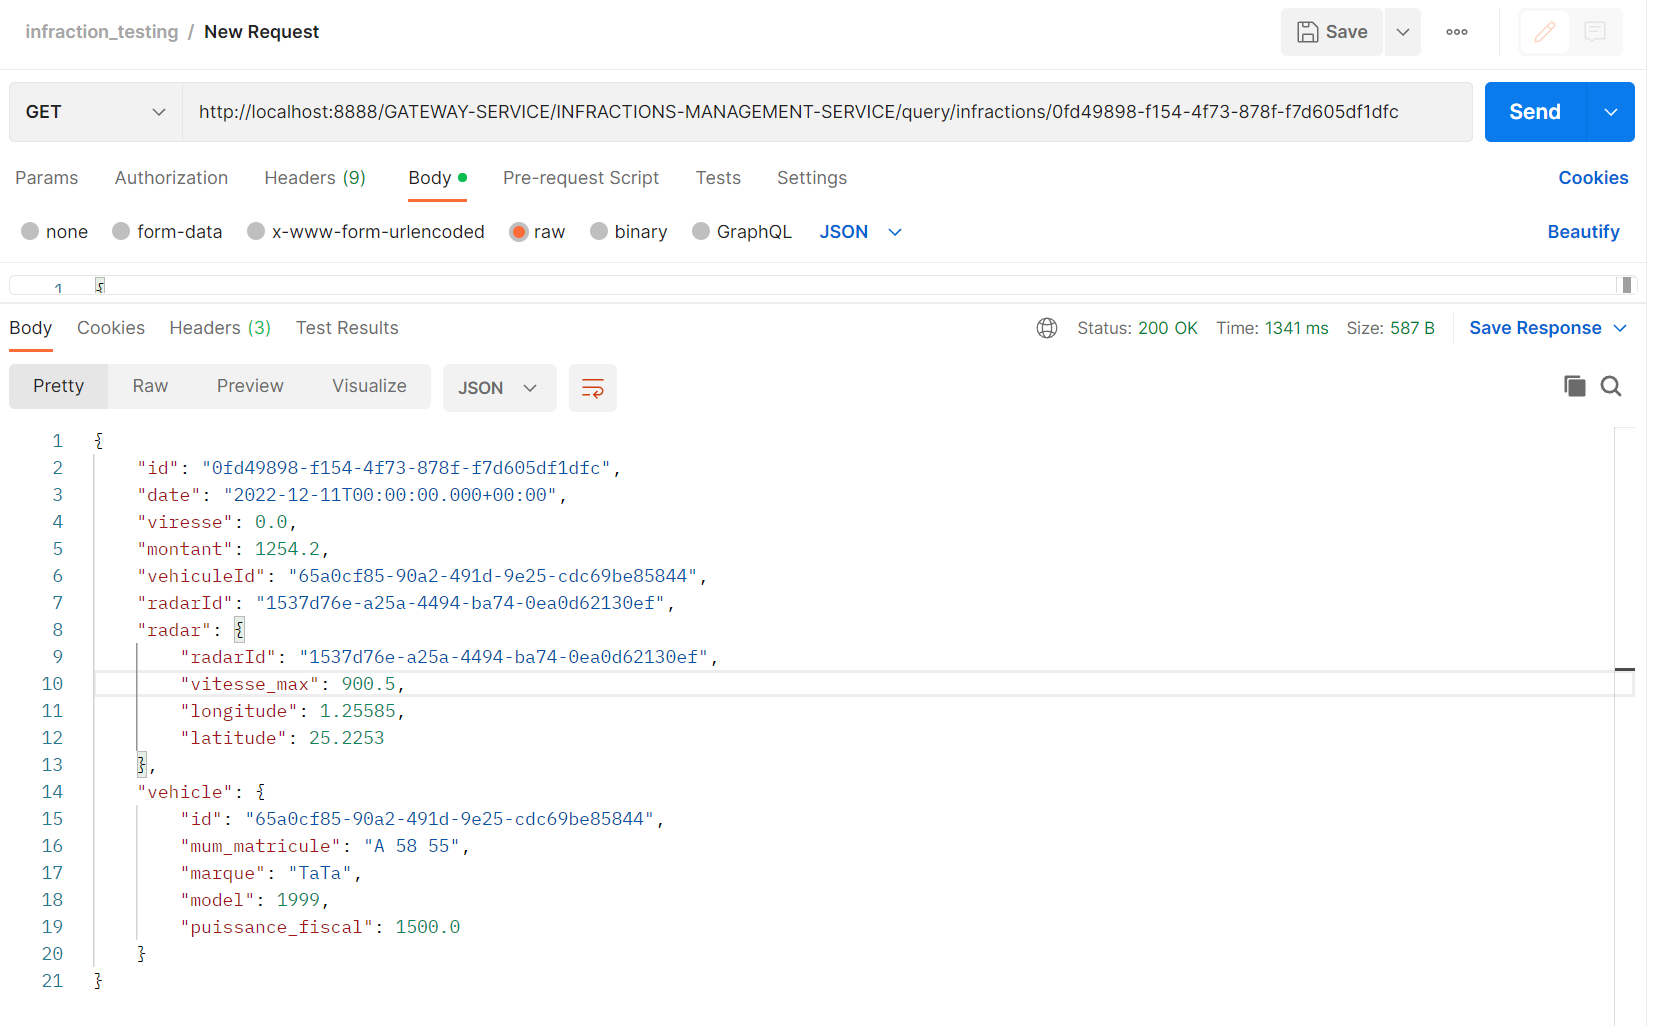 infraction_testing / New Request
Save
GET http://localhost:8888/GATEWAY-SERVICE/INFRACTIONS-MANAGEMENT-SERVICE/query/infractions/0fd49898-f154-4f73-878f-f7d605df1dfc Send
Params Authorization Headers (9) Body Pre-request Script Tests Settings Cookies
none form-data x-www-form-urlencoded raw binary GraphQL JSON Beautify
1 {
Body Cookies Headers (3) Test Results Status: 200 OK Time: 1341 ms Size: 587 B Save Response
Pretty Raw Preview Visualize JSON
1 {
2 "id": "0fd49898-f154-4f73-878f-f7d605df1dfc",
3 "date": "2022-12-11T00:00:00.000+00:00",
4 "viresse": 0.0,
5 "montant": 1254.2,
6 "vehiculeId": "65a0cf85-90a2-491d-9e25-cdc69be85844",
7 "radarId": "1537d76e-a25a-4494-ba74-0ea0d62130ef",
8 "radar": {
9 "radarId": "1537d76e-a25a-4494-ba74-0ea0d62130ef",
10 "vitesse_max": 900.5,
11 "longitude": 1.25585,
12 "latitude": 25.2253
13 },
14 "vehicle": {
15 "id": "65a0cf85-90a2-491d-9e25-cdc69be85844",
16 "mum_matricule": "A 58 55",
17 "marque": "TaTa",
18 "model": 1999,
19 "puissance_fiscal": 1500.0
20 }
21 }